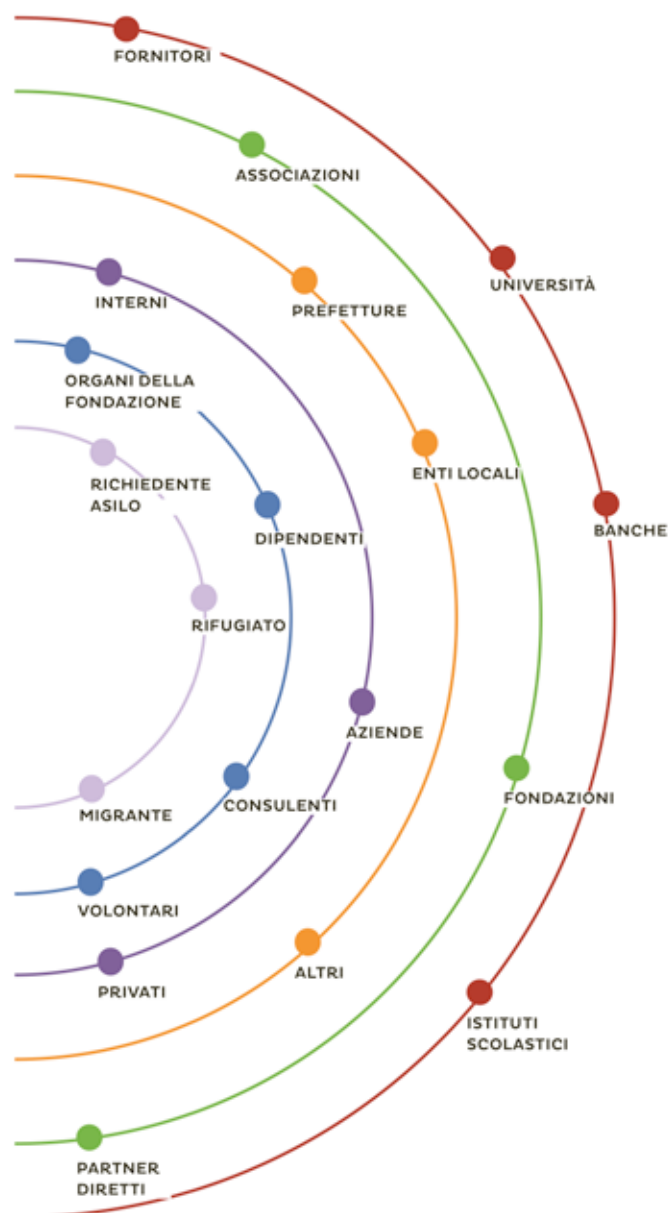 FORNITORI
ASSOCIAZIONI
UNIVERSITÀ
INTERNI
PREFETTURE
ORGANI DELLA
FONDAZIONE
ENTI LOCALI
RICHIEDENTE
ASILO
BANCHE
DIPENDENTI
RIFUGIATO
AZIENDE
FONDAZIONI
CONSULENTI
MIGRANTE
VOLONTARI
ALTRI
PRIVATI
ISTITUTI
SCOLASTICI
PARTNER
DIRETTI